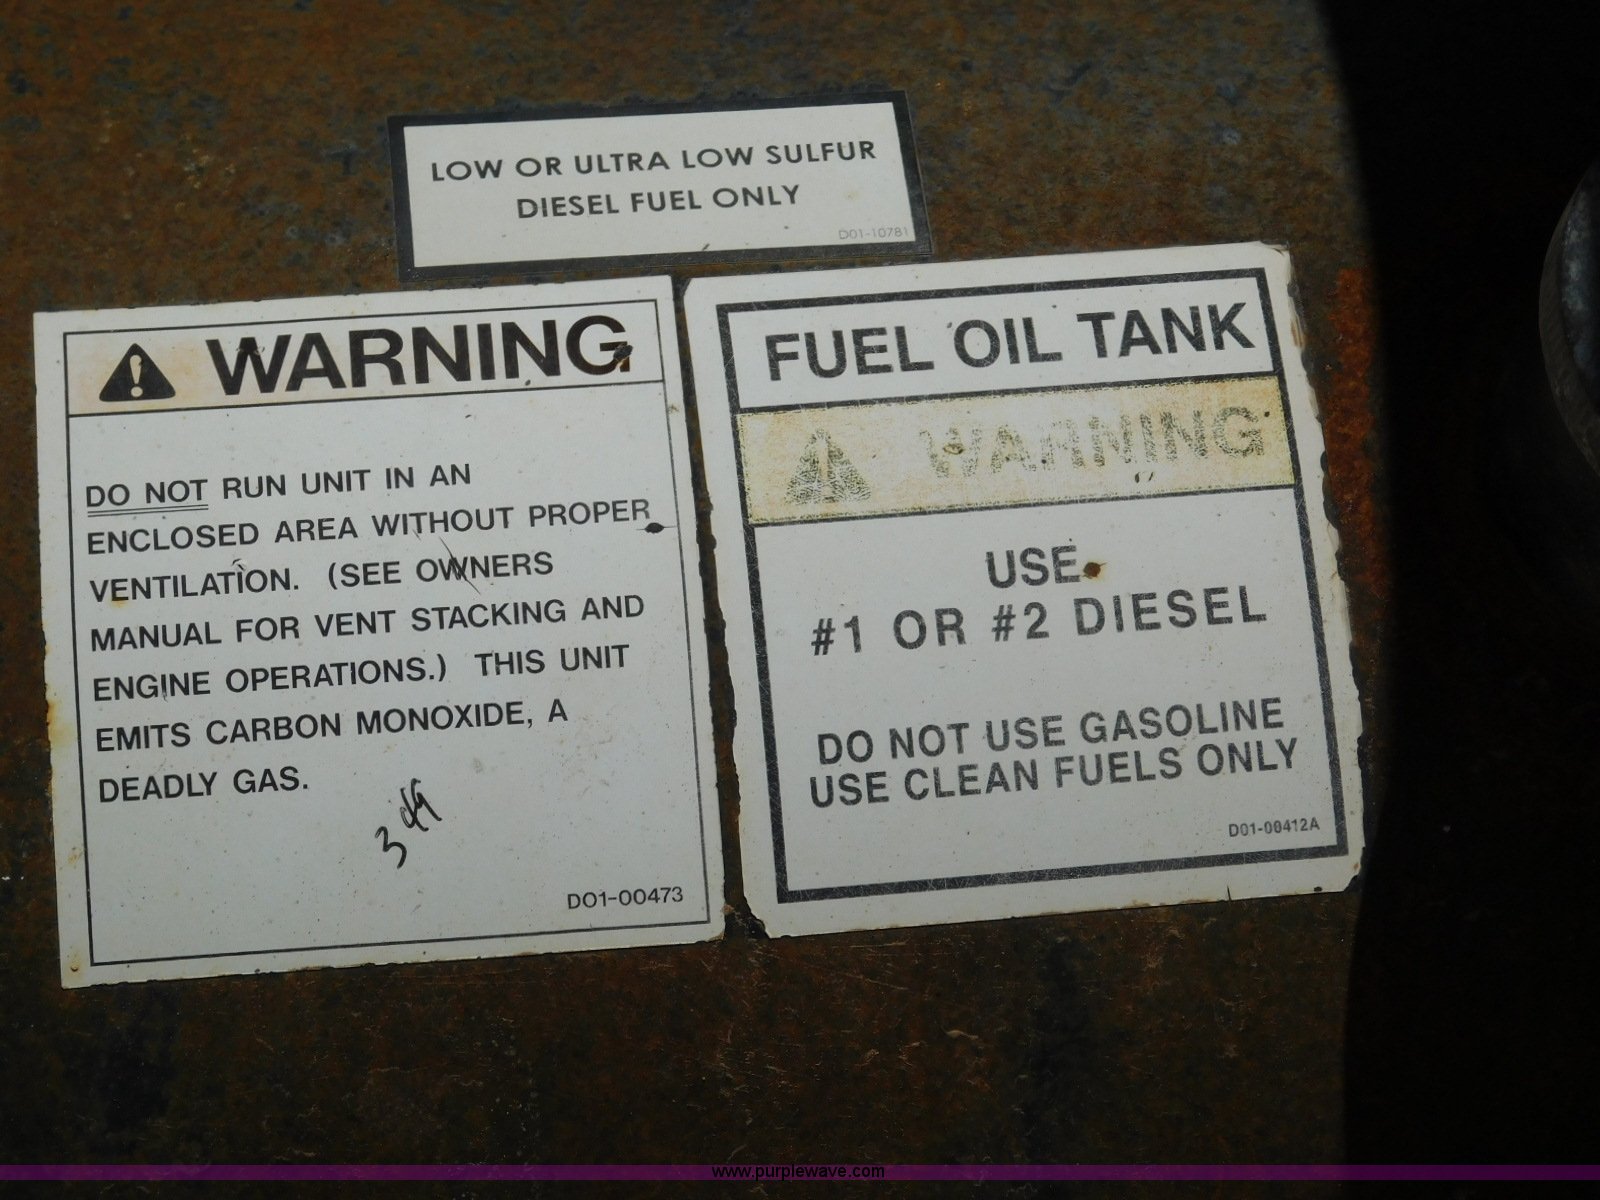 LOW OR ULTRA LOW SULFUR
DIESEL FUEL ONLY
D01-10781
WARNING
DO NOT RUN UNIT IN AN
ENCLOSED AREA WITHOUT PROPER
VENTILATION. (SEE OWNERS
MANUAL FOR VENT STACKING AND
ENGINE OPERATIONS.) THIS UNIT
EMITS CARBON MONOXIDE, A
DEADLY GAS.
349
DO1-00473
FUEL OIL TANK
WARNING
USE
#1 OR #2 DIESEL
DO NOT USE GASOLINE
USE CLEAN FUELS ONLY
D01-00412A
www.purplewave.com